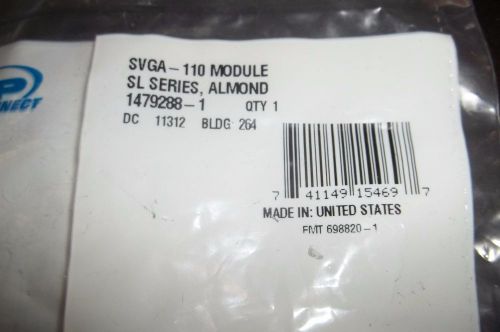 SVGA-110 MODULE
SL SERIES, ALMOND
1479288-1 QTY 1
DC 11312 BLDG 264
7 41149 15469 7
MADE IN: UNITED STATES
FMT 698820-1